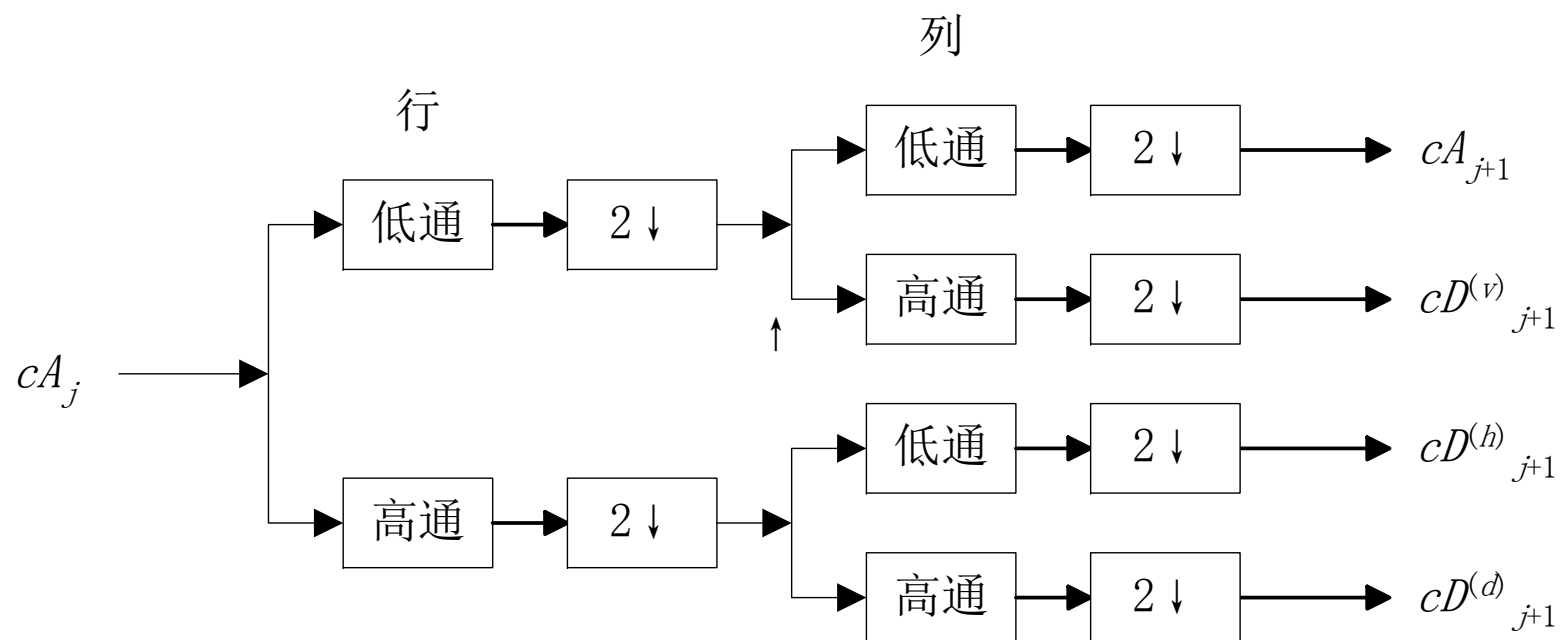 列
行
低通 2↓ cA_{j+1}
低通 2↓
高通 2↓ cD^{(v)}_{j+1}
↑
cA_j
低通 2↓ cD^{(h)}_{j+1}
高通 2↓
高通 2↓ cD^{(d)}_{j+1}